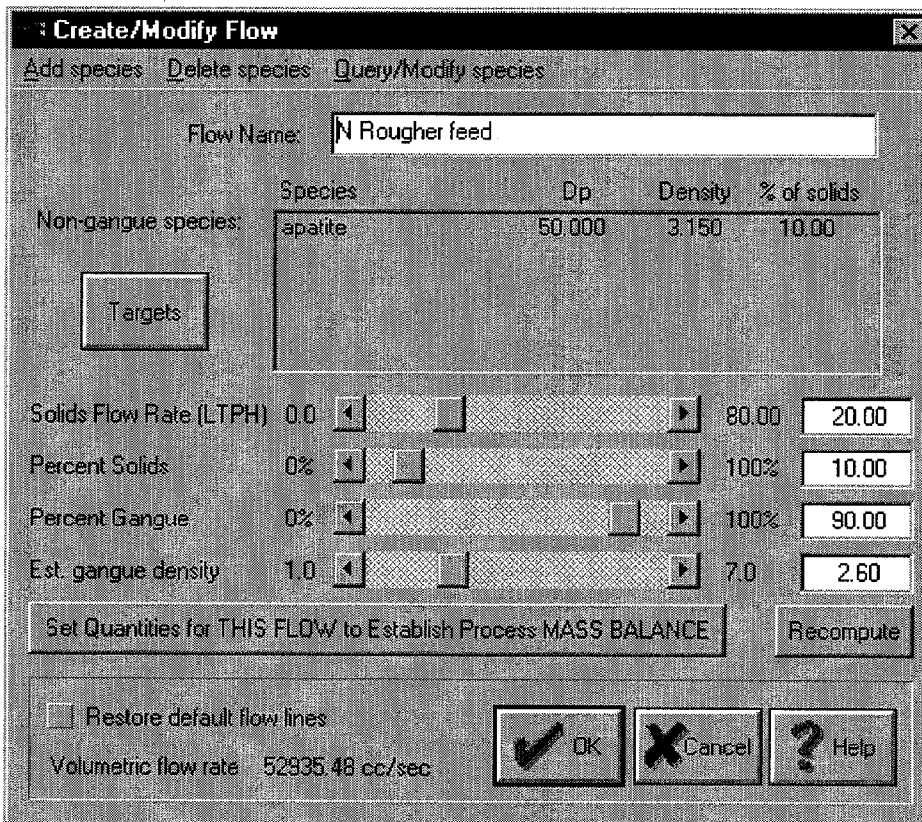 Create/Modify Flow
Add species Delete species Query/Modify species
Flow Name: N Rougher feed
Species Dp Density % of solids
Non-gangue species: apatite 50.000 3.150 10.00
Targets
Solids Flow Rate (LTPH) 0.0 80.00 20.00
Percent Solids 0% 100% 10.00
Percent Gangue 0% 100% 90.00
Est. gangue density 1.0 7.0 2.60
Set Quantities for THIS FLOW to Establish Process MASS BALANCE Recompute
Restore default flow lines
OK Cancel ? Help
Volumetric flow rate 52935.48 cc/sec